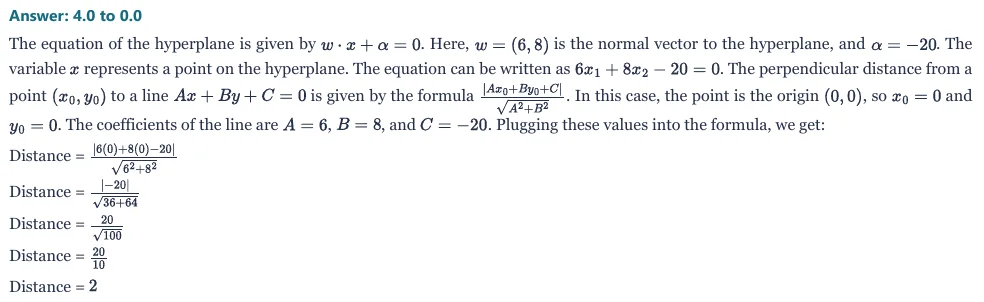 Answer: 4.0 to 0.0
The equation of the hyperplane is given by w · x + α = 0. Here, w = (6, 8) is the normal vector to the hyperplane, and α = −20. The
variable x represents a point on the hyperplane. The equation can be written as 6x₁ + 8x₂ − 20 = 0. The perpendicular distance from a
point (x₀, y₀) to a line Ax + By + C = 0 is given by the formula |Ax₀+By₀+C|/√(A²+B²). In this case, the point is the origin (0, 0), so x₀ = 0 and
y₀ = 0. The coefficients of the line are A = 6, B = 8, and C = −20. Plugging these values into the formula, we get:
Distance = |6(0)+8(0)−20|/√(6²+8²)
Distance = |−20|/√(36+64)
Distance = 20/√100
Distance = 20/10
Distance = 2